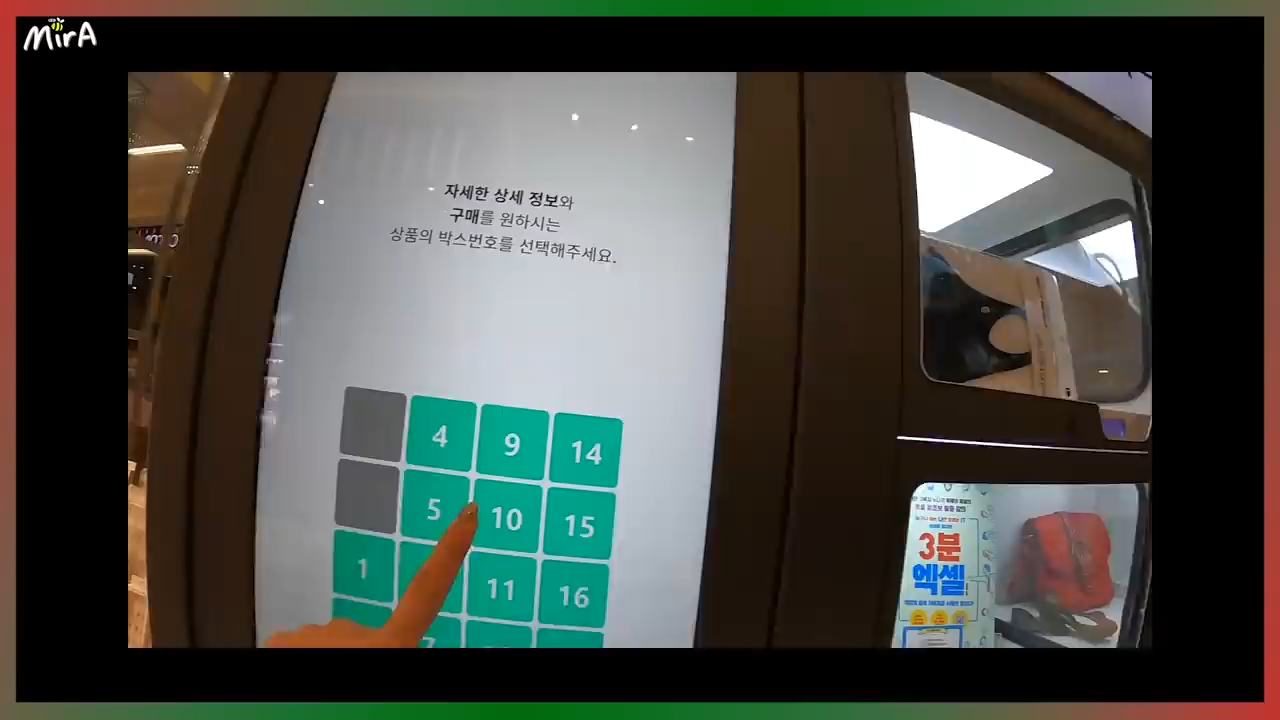 MirA
자세한 상세 정보와
구매를 원하시는
상품의 박스번호를 선택해주세요.
4 9 14
5 10 15
1 11 16
7
3분
엑셀